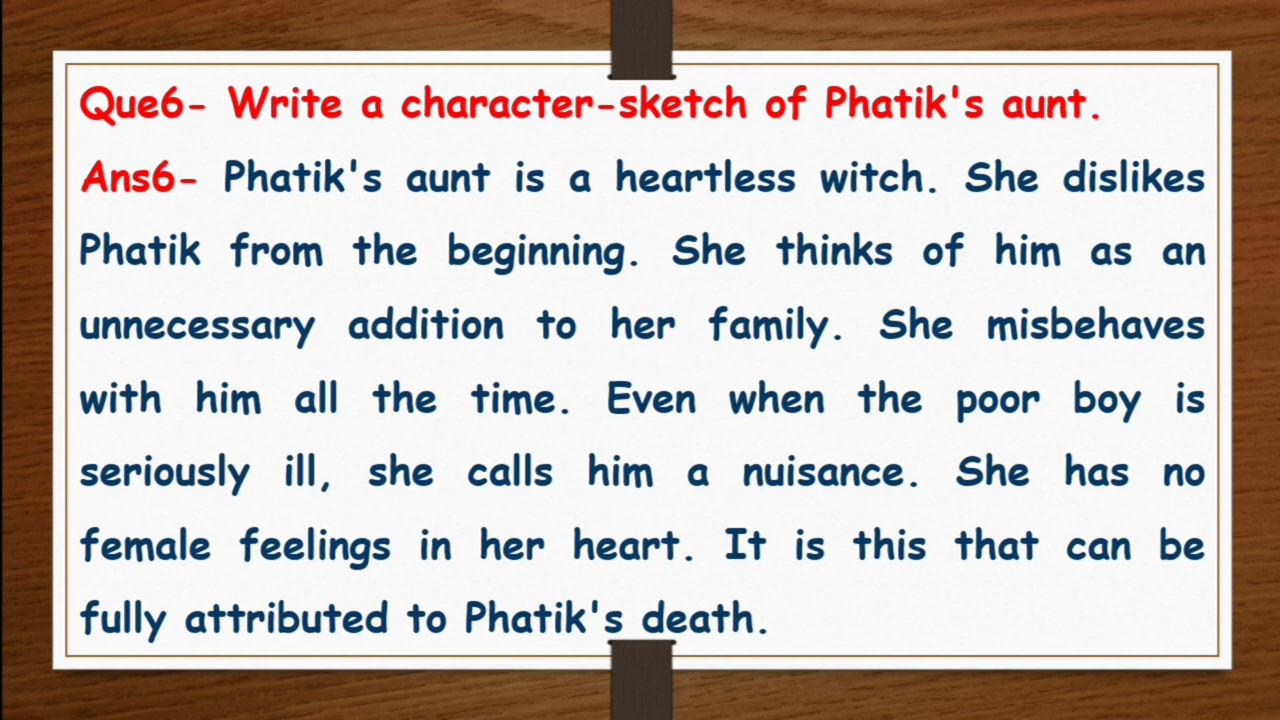 Que6- Write a character-sketch of Phatik's aunt.
Ans6- Phatik's aunt is a heartless witch. She dislikes
Phatik from the beginning. She thinks of him as an
unnecessary addition to her family. She misbehaves
with him all the time. Even when the poor boy is
seriously ill, she calls him a nuisance. She has no
female feelings in her heart. It is this that can be
fully attributed to Phatik's death.